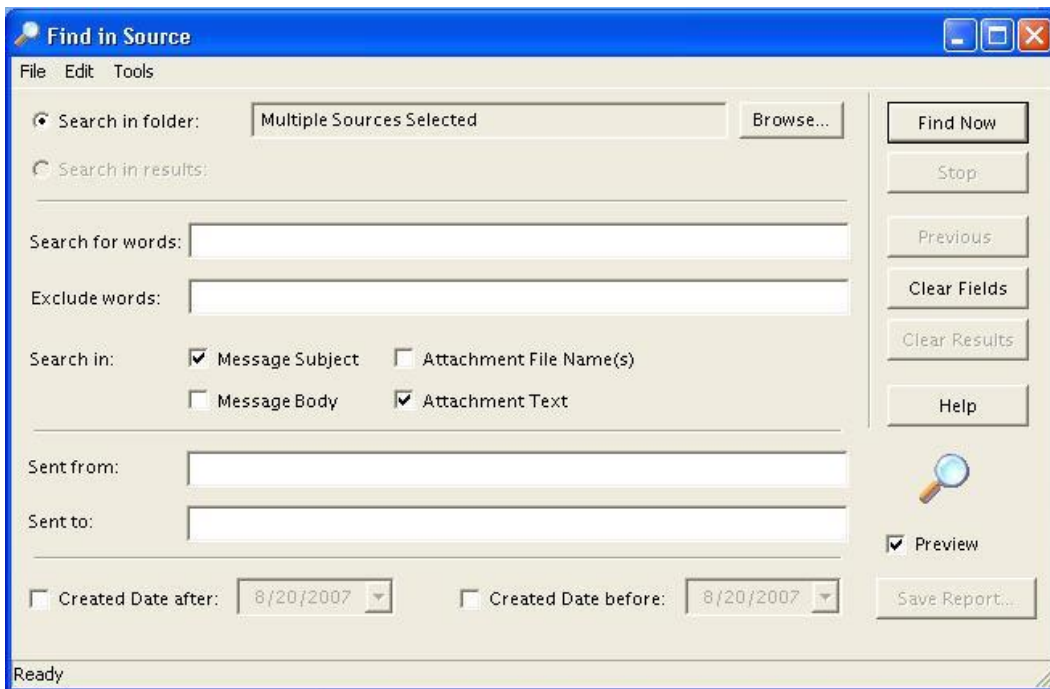 Find in Source
File Edit Tools
Search in folder: Multiple Sources Selected Browse... Find Now
Search in results: Stop
Search for words: Previous
Exclude words: Clear Fields
Clear Results
Search in: Message Subject Attachment File Name(s)
Message Body Attachment Text Help
Sent from:
Sent to:
Preview
Created Date after: 8/20/2007 Created Date before: 8/20/2007 Save Report...
Ready